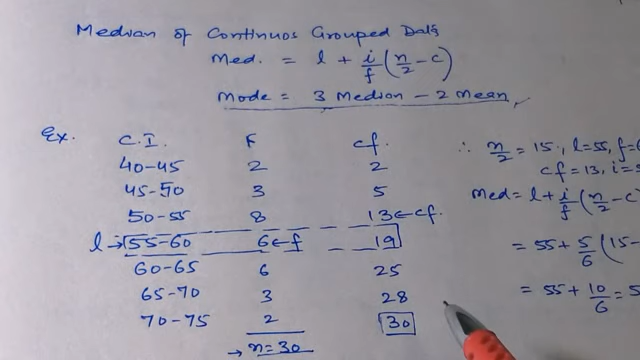 Median of Continuos Grouped Data
Med. = l + i/f (n/2 - c)
Mode = 3 Median - 2 Mean
Ex. C.I. F cf.
40-45 2 2
45-50 3 5
50-55 8 13 ← cf.
l → 55-60 6 ← f 19
60-65 6 25
65-70 3 28
70-75 2 30
→ n = 30
∴ n/2 = 15, l = 55, f = 6
cf = 13, i = 5
Med = l + i/f (n/2 - c
= 55 + 5/6 (15 -
= 55 + 10/6 = 5